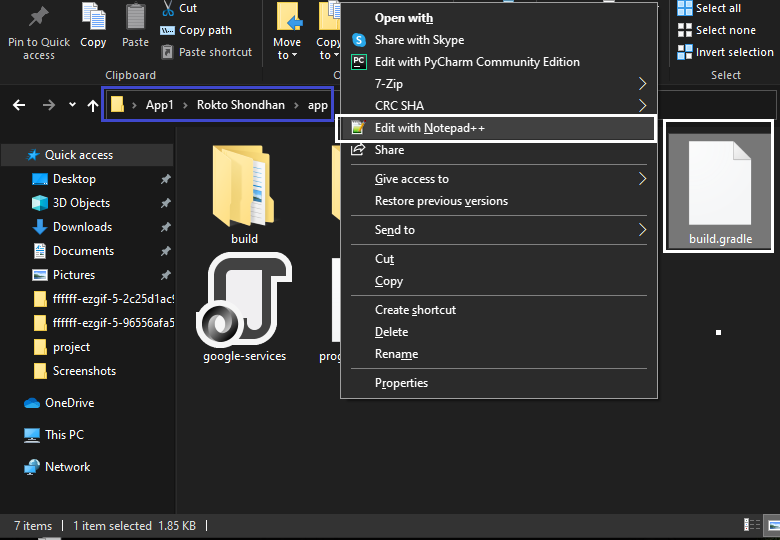 Pin to Quick
access
Copy
Paste
Cut
Copy path
Paste shortcut
Clipboard
Move
to
Copy
to
Select all
Select none
Invert selection
App1 Rokto Shondhan app
Open with
Share with Skype
Edit with PyCharm Community Edition
7-Zip
CRC SHA
Edit with Notepad++
Share
Give access to
Restore previous versions
Send to
Cut
Copy
Create shortcut
Delete
Rename
Properties
Quick access
Desktop
3D Objects
Downloads
Documents
Pictures
ffffff-ezgif-5-2c25d1ac9
ffffff-ezgif-5-96556afa5
project
Screenshots
OneDrive
This PC
Network
build
build.gradle
google-services
prog
7 items 1 item selected 1.85 KB